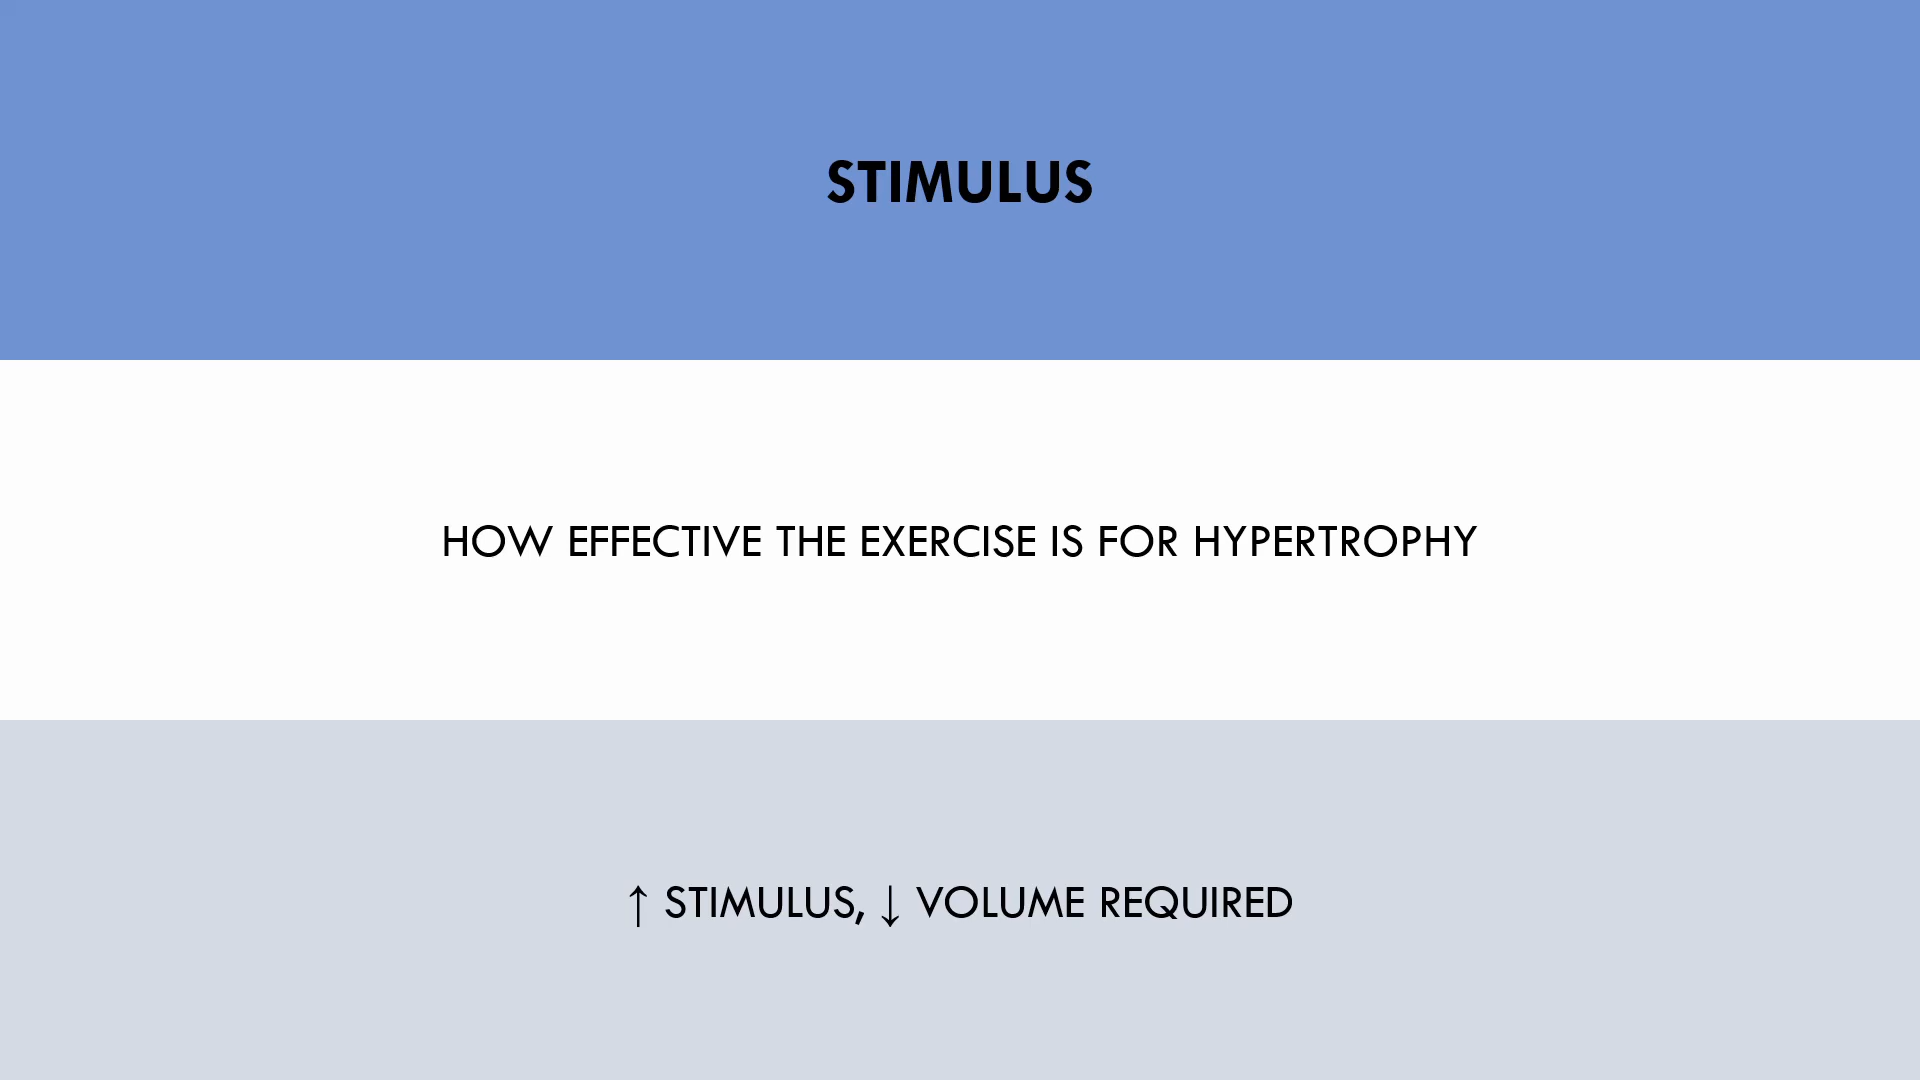 STIMULUS
HOW EFFECTIVE THE EXERCISE IS FOR HYPERTROPHY
↑ STIMULUS, ↓ VOLUME REQUIRED